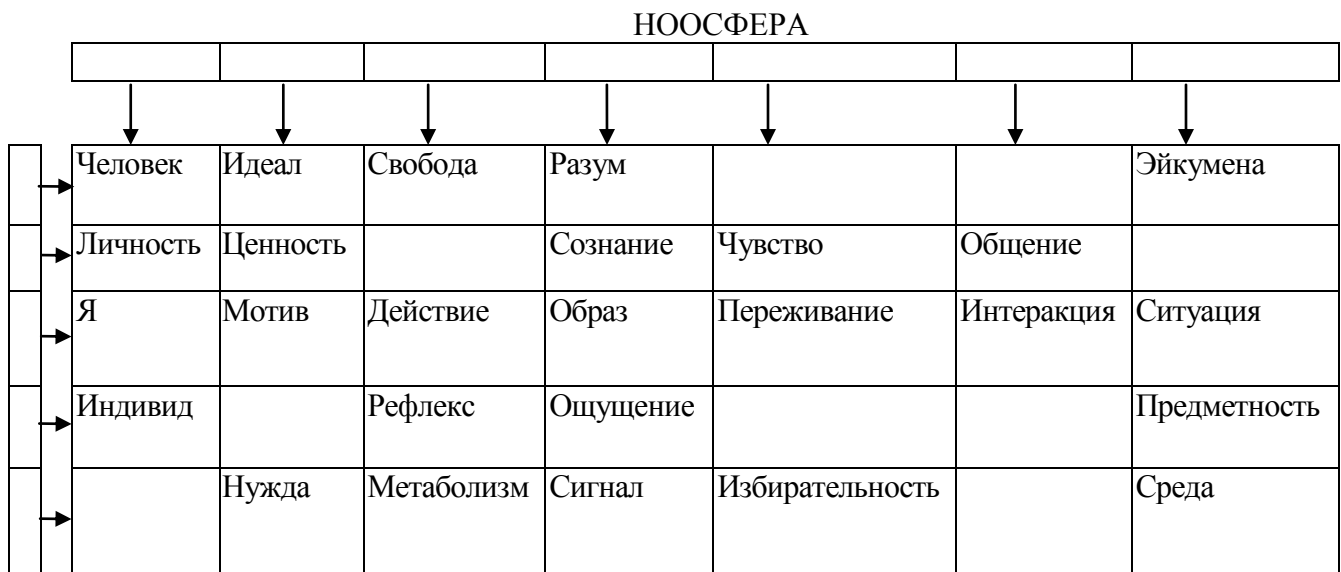 НООСФЕРА
Человек Идеал Свобода Разум Эйкумена
Личность Ценность Сознание Чувство Общение
Я Мотив Действие Образ Переживание Интеракция Ситуация
Индивид Рефлекс Ощущение Предметность
Нужда Метаболизм Сигнал Избирательность Среда